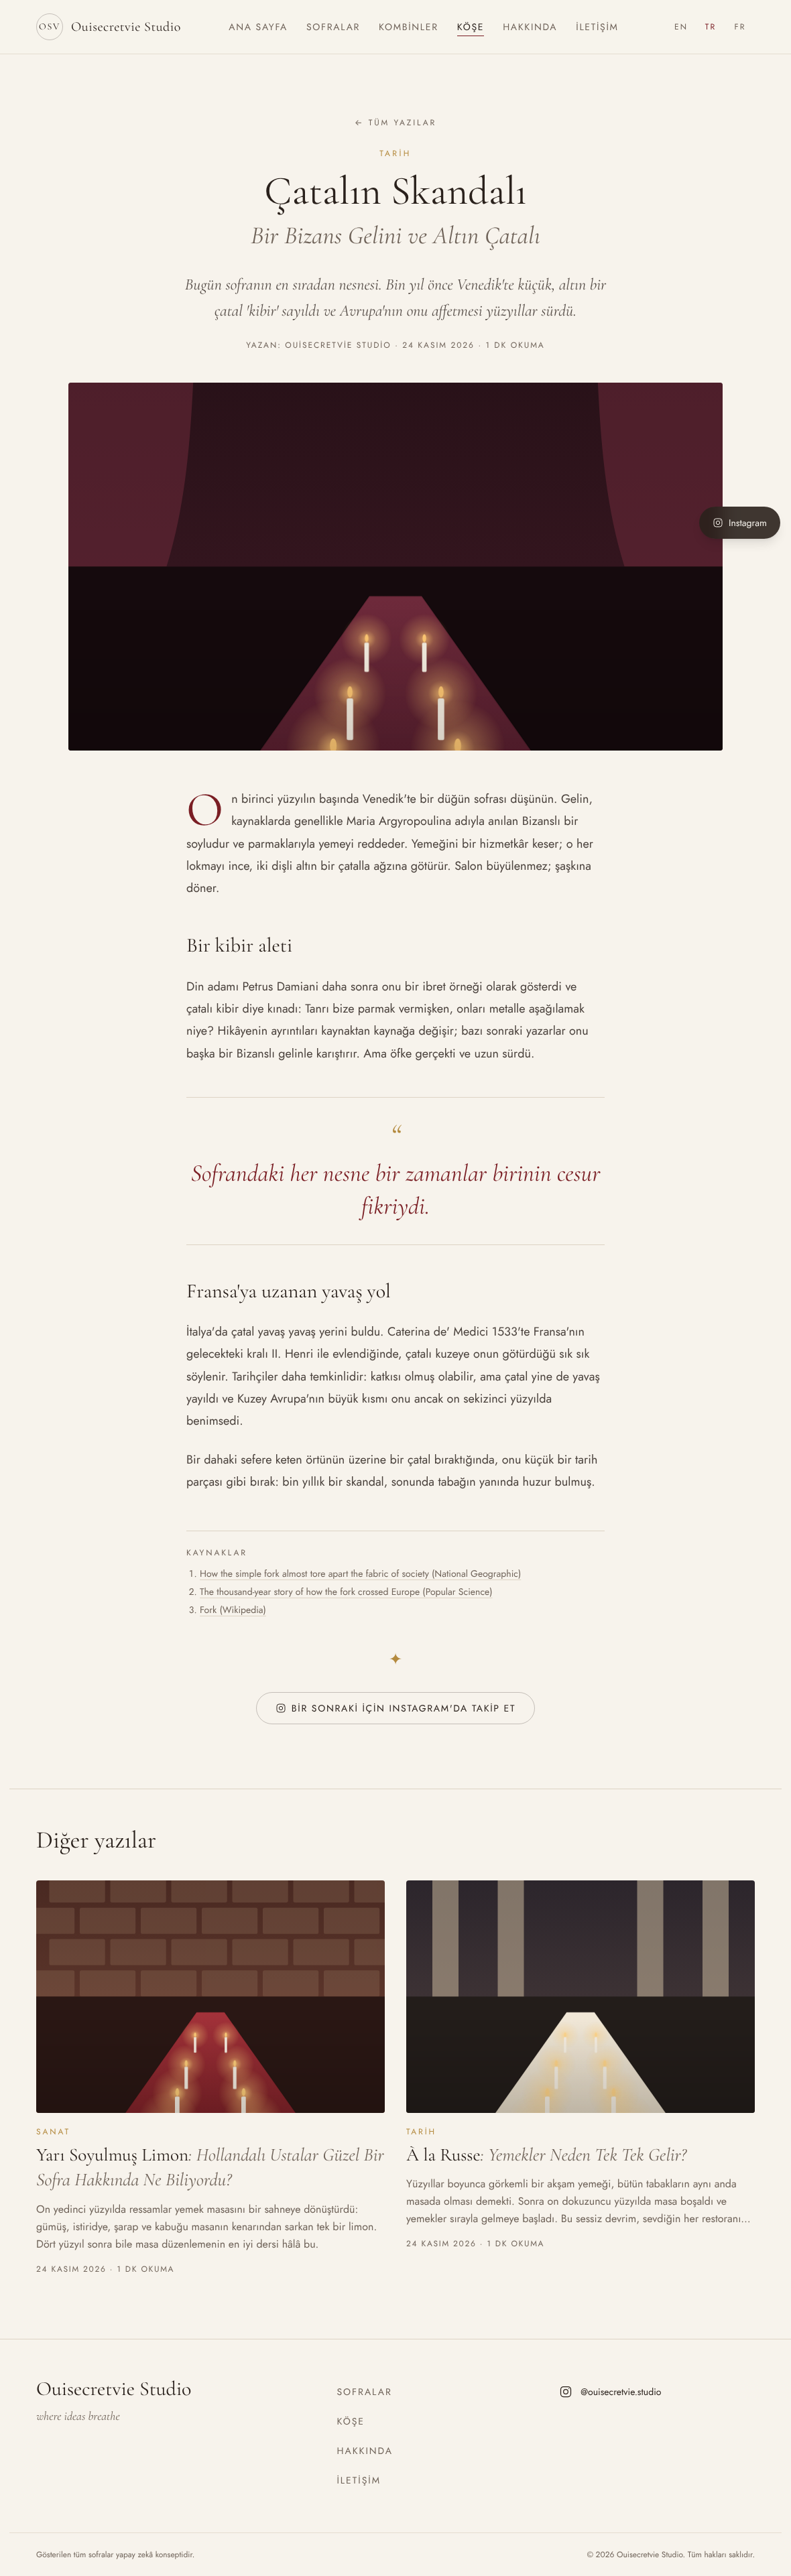 OSV Ouisecretvie Studio ANA SAYFA SOFRALAR KOMBİNLER KÖŞE HAKKINDA İLETİŞİM EN TR FR
← TÜM YAZILAR
TARİH
Çatalın Skandalı
Bir Bizans Gelini ve Altın Çatalı
Bugün sofranın en sıradan nesnesi. Bin yıl önce Venedik'te küçük, altın bir
çatal 'kibir' sayıldı ve Avrupa'nın onu affetmesi yüzyıllar sürdü.
YAZAN: OUİSECRETVİE STUDİO · 24 KASIM 2026 · 1 DK OKUMA
Instagram
On birinci yüzyılın başında Venedik'te bir düğün sofrası düşünün. Gelin,
kaynaklarda genellikle Maria Argyropoulina adıyla anılan Bizanslı bir
soyludur ve parmaklarıyla yemeyi reddeder. Yemeğini bir hizmetkâr keser; o her
lokmayı ince, iki dişli altın bir çatalla ağzına götürür. Salon büyülenmez; şaşkına
döner.
Bir kibir aleti
Din adamı Petrus Damiani daha sonra onu bir ibret örneği olarak gösterdi ve
çatalı kibir diye kınadı: Tanrı bize parmak vermişken, onları metalle aşağılamak
niye? Hikâyenin ayrıntıları kaynaktan kaynağa değişir; bazı sonraki yazarlar onu
başka bir Bizanslı gelinle karıştırır. Ama öfke gerçekti ve uzun sürdü.
“
Sofrandaki her nesne bir zamanlar birinin cesur
fikriydi.
Fransa'ya uzanan yavaş yol
İtalya'da çatal yavaş yavaş yerini buldu. Caterina de' Medici 1533'te Fransa'nın
gelecekteki kralı II. Henri ile evlendiğinde, çatalı kuzeye onun götürdüğü sık sık
söylenir. Tarihçiler daha temkinlidir: katkısı olmuş olabilir, ama çatal yine de yavaş
yayıldı ve Kuzey Avrupa'nın büyük kısmı onu ancak on sekizinci yüzyılda
benimsedi.
Bir dahaki sefere keten örtünün üzerine bir çatal bıraktığında, onu küçük bir tarih
parçası gibi bırak: bin yıllık bir skandal, sonunda tabağın yanında huzur bulmuş.
KAYNAKLAR
1. How the simple fork almost tore apart the fabric of society (National Geographic)
2. The thousand-year story of how the fork crossed Europe (Popular Science)
3. Fork (Wikipedia)
BİR SONRAKİ İÇİN INSTAGRAM'DA TAKİP ET
Diğer yazılar
SANAT
Yarı Soyulmuş Limon: Hollandalı Ustalar Güzel Bir
Sofra Hakkında Ne Biliyordu?
On yedinci yüzyılda ressamlar yemek masasını bir sahneye dönüştürdü:
gümüş, istiridye, şarap ve kabuğu masanın kenarından sarkan tek bir limon.
Dört yüzyıl sonra bile masa düzenlemenin en iyi dersi hâlâ bu.
24 KASIM 2026 · 1 DK OKUMA
TARİH
À la Russe: Yemekler Neden Tek Tek Gelir?
Yüzyıllar boyunca görkemli bir akşam yemeği, bütün tabakların aynı anda
masada olması demekti. Sonra on dokuzuncu yüzyılda masa boşaldı ve
yemekler sırayla gelmeye başladı. Bu sessiz devrim, sevdiğin her restoranı…
24 KASIM 2026 · 1 DK OKUMA
Ouisecretvie Studio
where ideas breathe
SOFRALAR
KÖŞE
HAKKINDA
İLETİŞİM
@ouisecretvie.studio
Gösterilen tüm sofralar yapay zekâ konseptidir.
© 2026 Ouisecretvie Studio. Tüm hakları saklıdır.